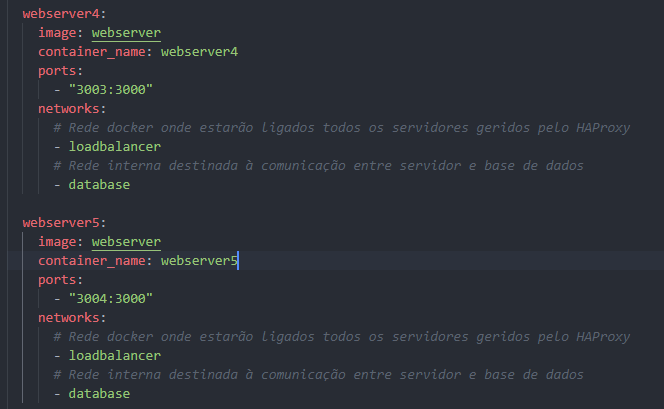 webserver4:
image: webserver
container_name: webserver4
ports:
- "3003:3000"
networks:
# Rede docker onde estarão ligados todos os servidores geridos pelo HAProxy
- loadbalancer
# Rede interna destinada à comunicação entre servidor e base de dados
- database
webserver5:
image: webserver
container_name: webserver5
ports:
- "3004:3000"
networks:
# Rede docker onde estarão ligados todos os servidores geridos pelo HAProxy
- loadbalancer
# Rede interna destinada à comunicação entre servidor e base de dados
- database